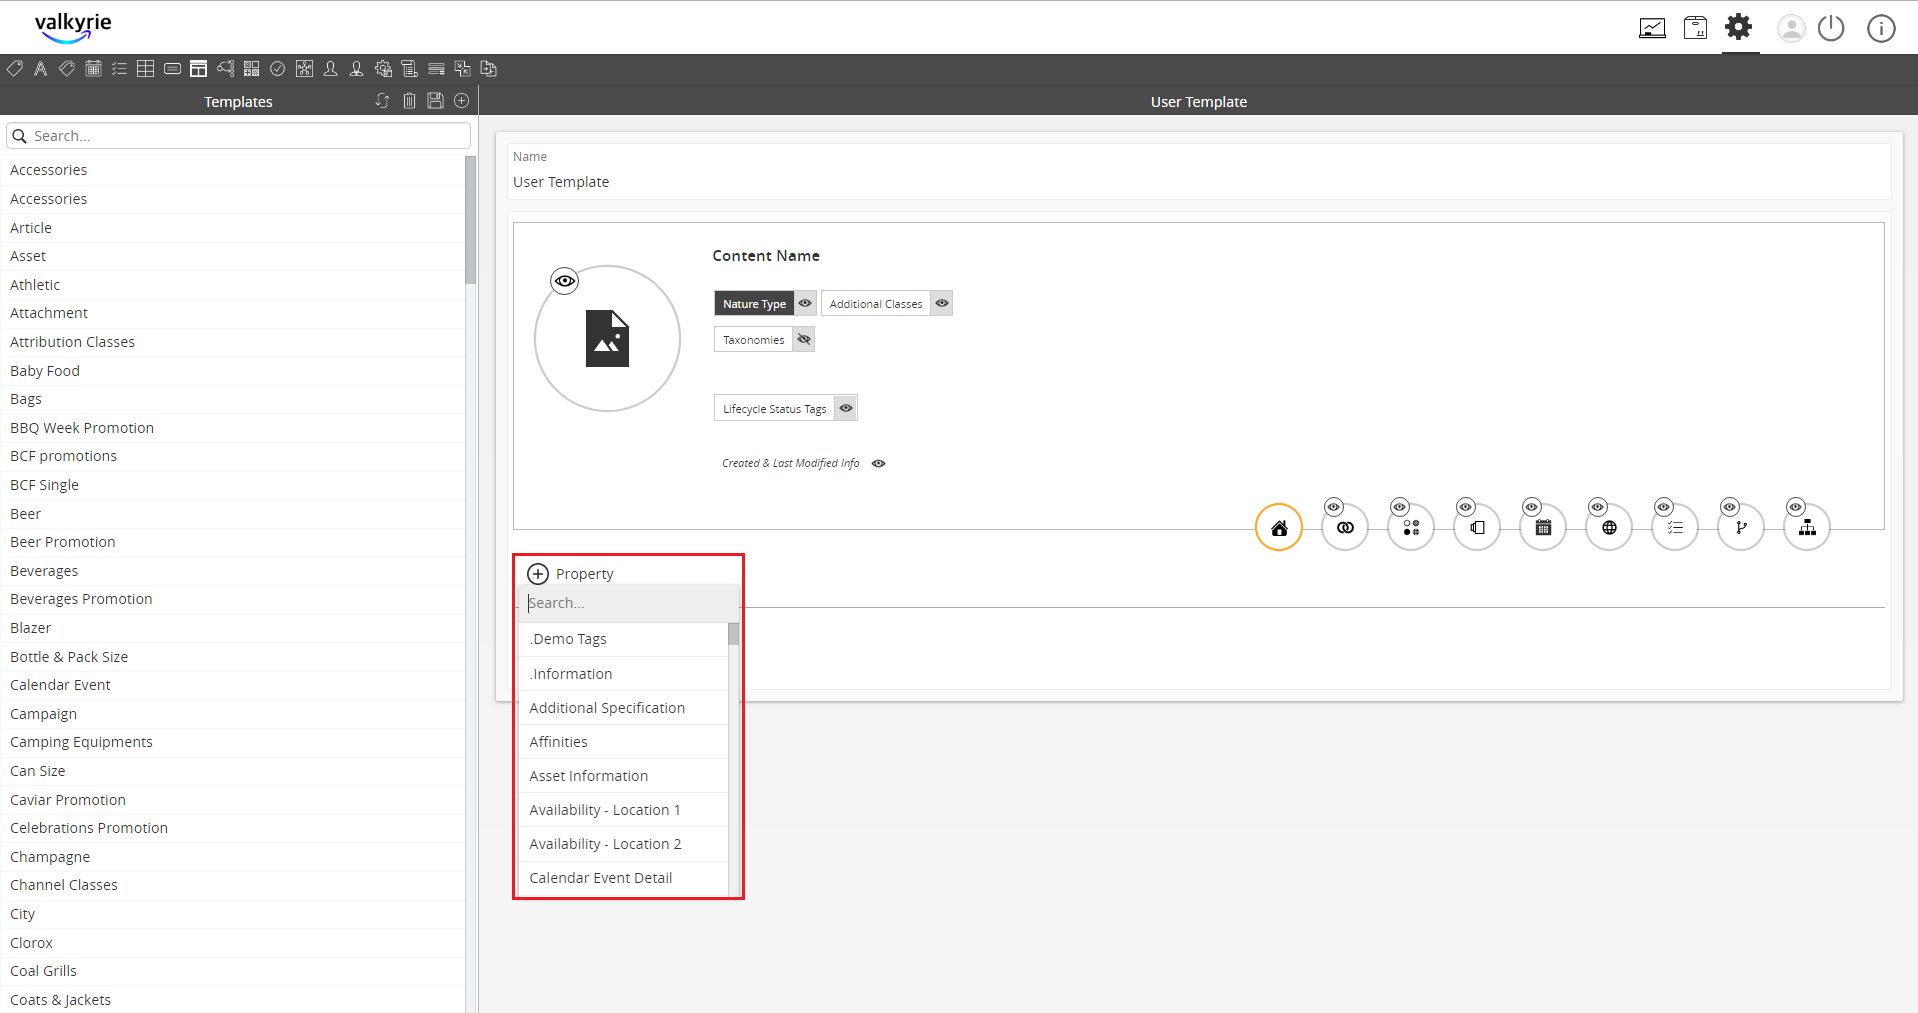 valkyrie
Templates
User Template
Search...
Accessories
Accessories
Article
Asset
Athletic
Attachment
Attribution Classes
Baby Food
Bags
BBQ Week Promotion
BCF promotions
BCF Single
Beer
Beer Promotion
Beverages
Beverages Promotion
Blazer
Bottle & Pack Size
Calendar Event
Campaign
Camping Equipments
Can Size
Caviar Promotion
Celebrations Promotion
Champagne
Channel Classes
City
Clorox
Coal Grills
Coats & Jackets
Name
User Template
Content Name
Nature Type
Additional Classes
Taxonomies
Lifecycle Status Tags
Created & Last Modified Info
Property
Search...
.Demo Tags
.Information
Additional Specification
Affinities
Asset Information
Availability - Location 1
Availability - Location 2
Calendar Event Detail